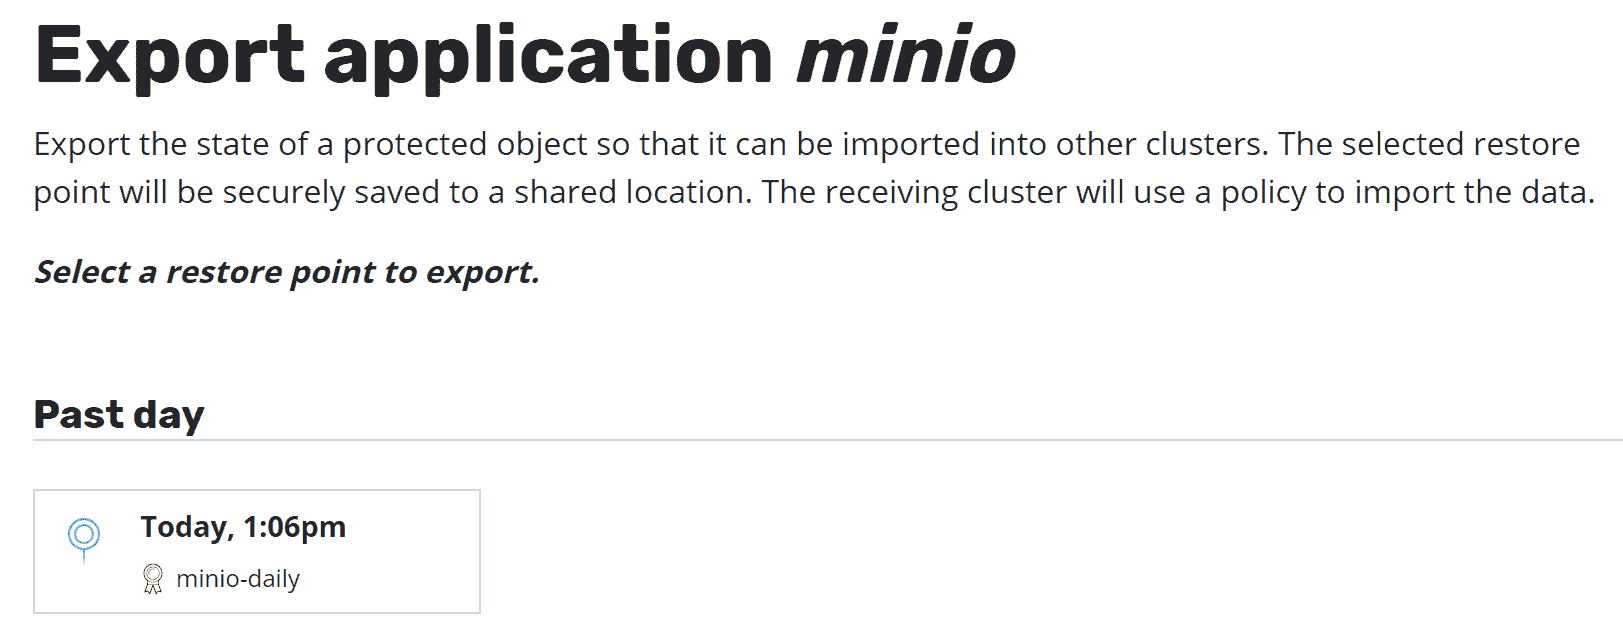 Export application minio
Export the state of a protected object so that it can be imported into other clusters. The selected restore
point will be securely saved to a shared location. The receiving cluster will use a policy to import the data.
Select a restore point to export.
Past day
Today, 1:06pm
minio-daily